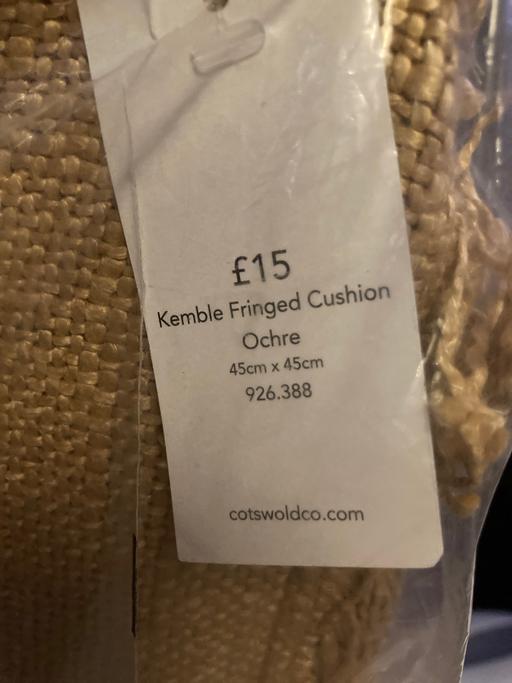 £15
Kemble Fringed Cushion
Ochre
45cm x 45cm
926.388
cotswoldco.com